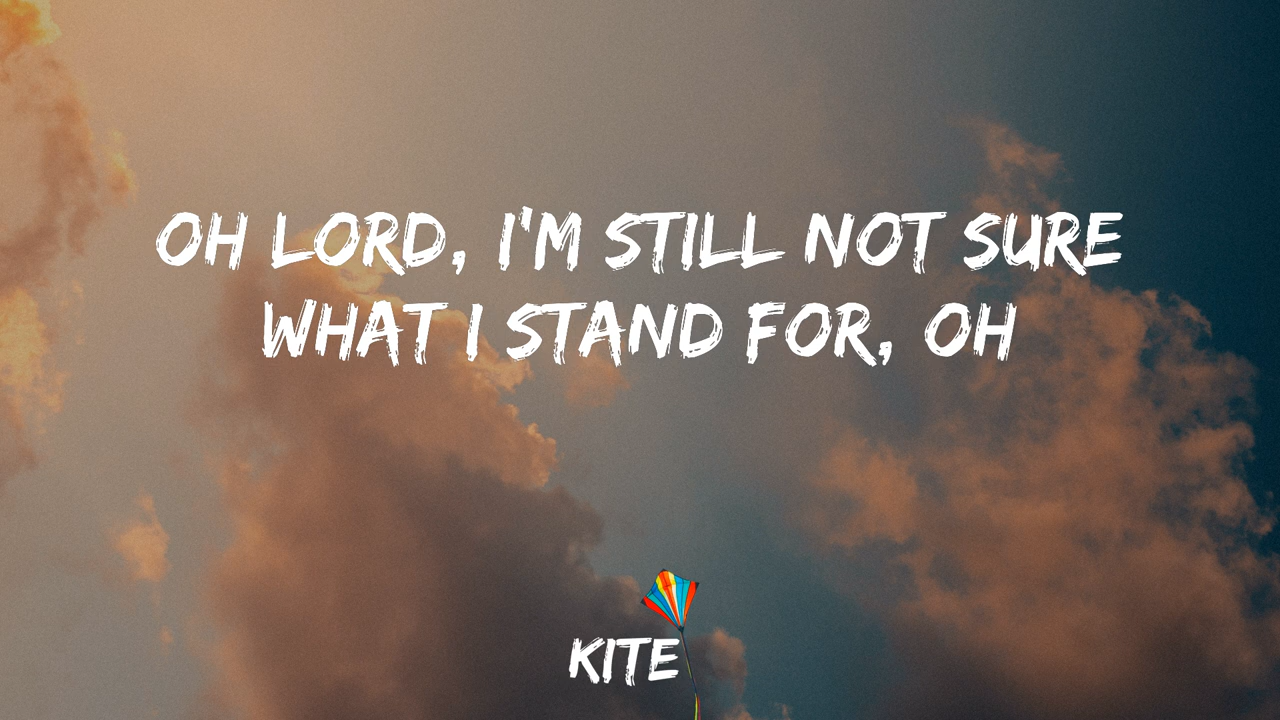 OH LORD, I'M STILL NOT SURE
WHAT I STAND FOR, OH
KITE